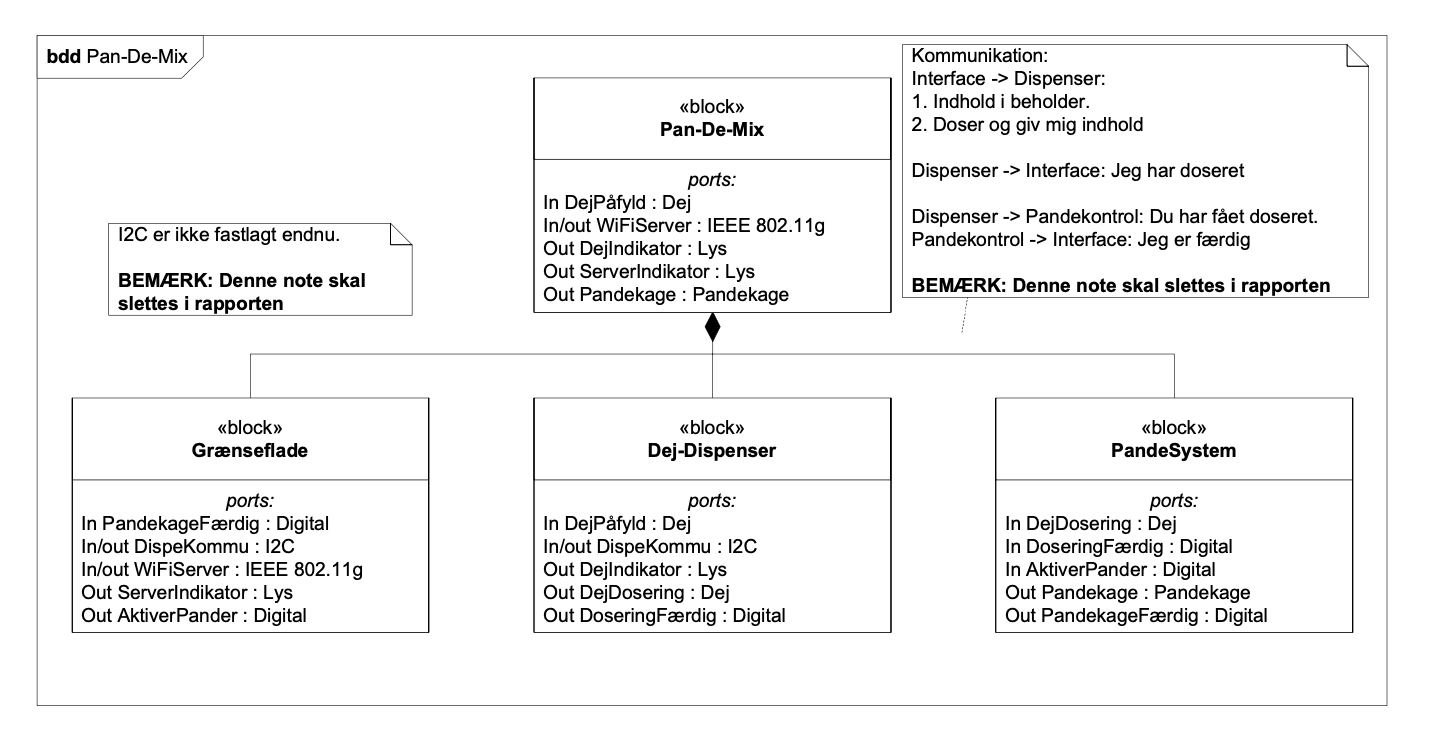 bdd Pan-De-Mix
«block»
Pan-De-Mix
ports:
In DejPåfyld : Dej
In/out WiFiServer : IEEE 802.11g
Out DejIndikator : Lys
Out ServerIndikator : Lys
Out Pandekage : Pandekage
Kommunikation:
Interface -> Dispenser:
1. Indhold i beholder.
2. Doser og giv mig indhold
Dispenser -> Interface: Jeg har doseret
Dispenser -> Pandekontrol: Du har fået doseret.
Pandekontrol -> Interface: Jeg er færdig
BEMÆRK: Denne note skal slettes i rapporten
I2C er ikke fastlagt endnu.
BEMÆRK: Denne note skal
slettes i rapporten
«block»
Grænseflade
ports:
In PandekageFærdig : Digital
In/out DispeKommu : I2C
In/out WiFiServer : IEEE 802.11g
Out ServerIndikator : Lys
Out AktiverPander : Digital
«block»
Dej-Dispenser
ports:
In DejPåfyld : Dej
In/out DispeKommu : I2C
Out DejIndikator : Lys
Out DejDosering : Dej
Out DoseringFærdig : Digital
«block»
PandeSystem
ports:
In DejDosering : Dej
In DoseringFærdig : Digital
In AktiverPander : Digital
Out Pandekage : Pandekage
Out PandekageFærdig : Digital